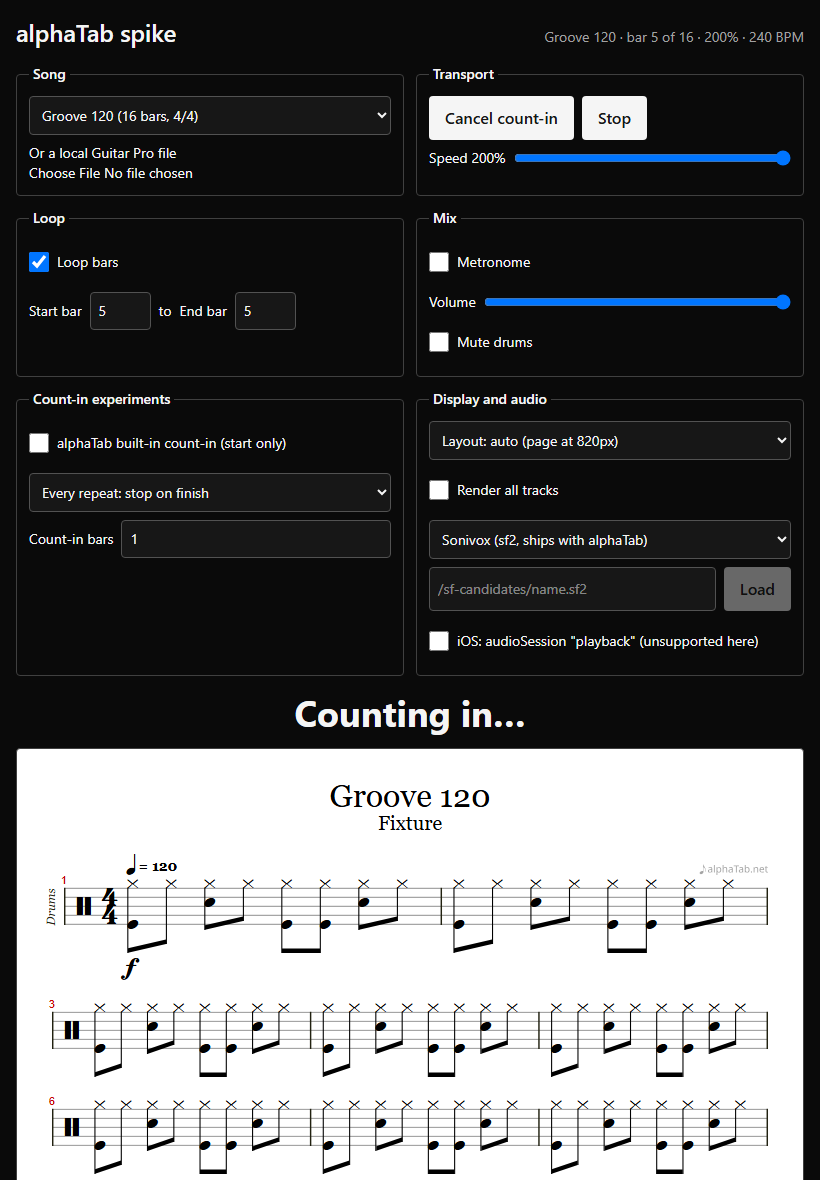 alphaTab spike
Groove 120 · bar 5 of 16 · 200% · 240 BPM
Song
Groove 120 (16 bars, 4/4)
Or a local Guitar Pro file
Choose File No file chosen
Transport
Cancel count-in
Stop
Speed 200%
Loop
Loop bars
Start bar 5 to End bar 5
Mix
Metronome
Volume
Mute drums
Count-in experiments
alphaTab built-in count-in (start only)
Every repeat: stop on finish
Count-in bars 1
Display and audio
Layout: auto (page at 820px)
Render all tracks
Sonivox (sf2, ships with alphaTab)
/sf-candidates/name.sf2
Load
iOS: audioSession "playback" (unsupported here)
Counting in...
Groove 120
Fixture
= 120
alphaTab.net
1
Drums
4
4
f
3
6